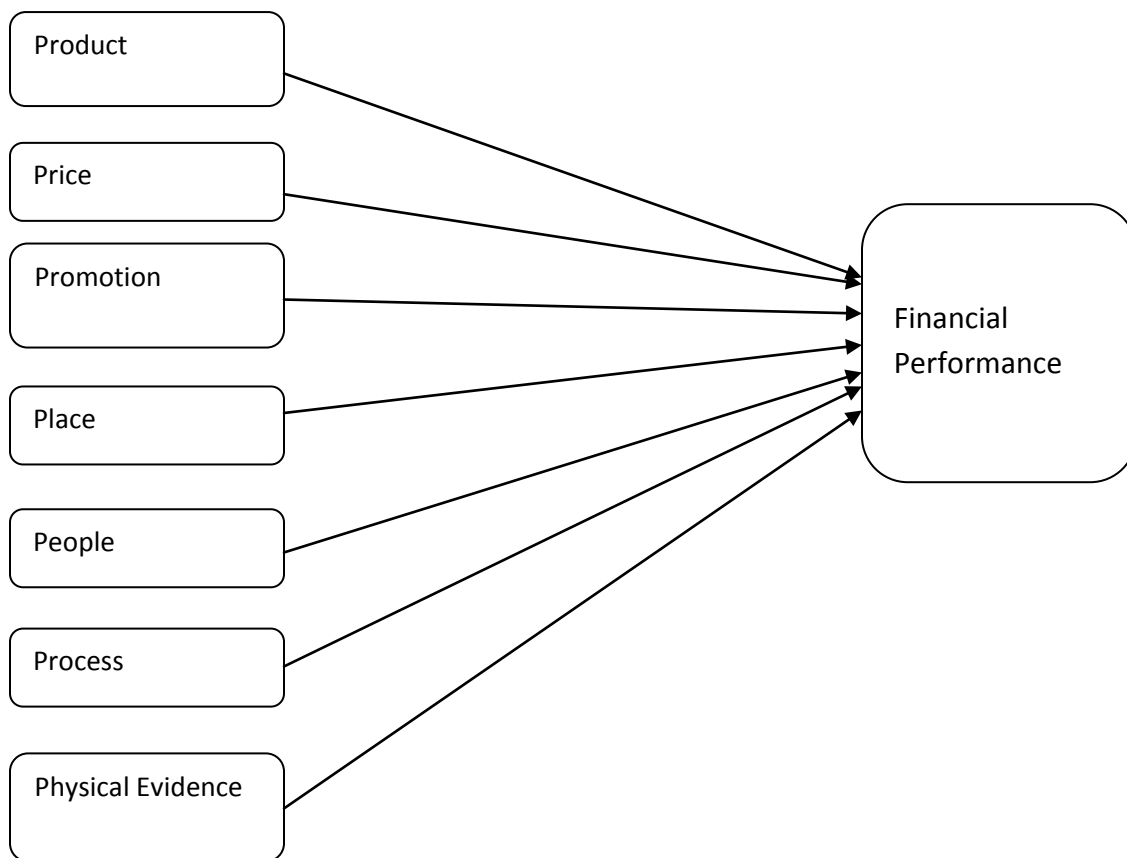 Product
Price
Promotion
Place
People
Process
Physical Evidence
Financial
Performance